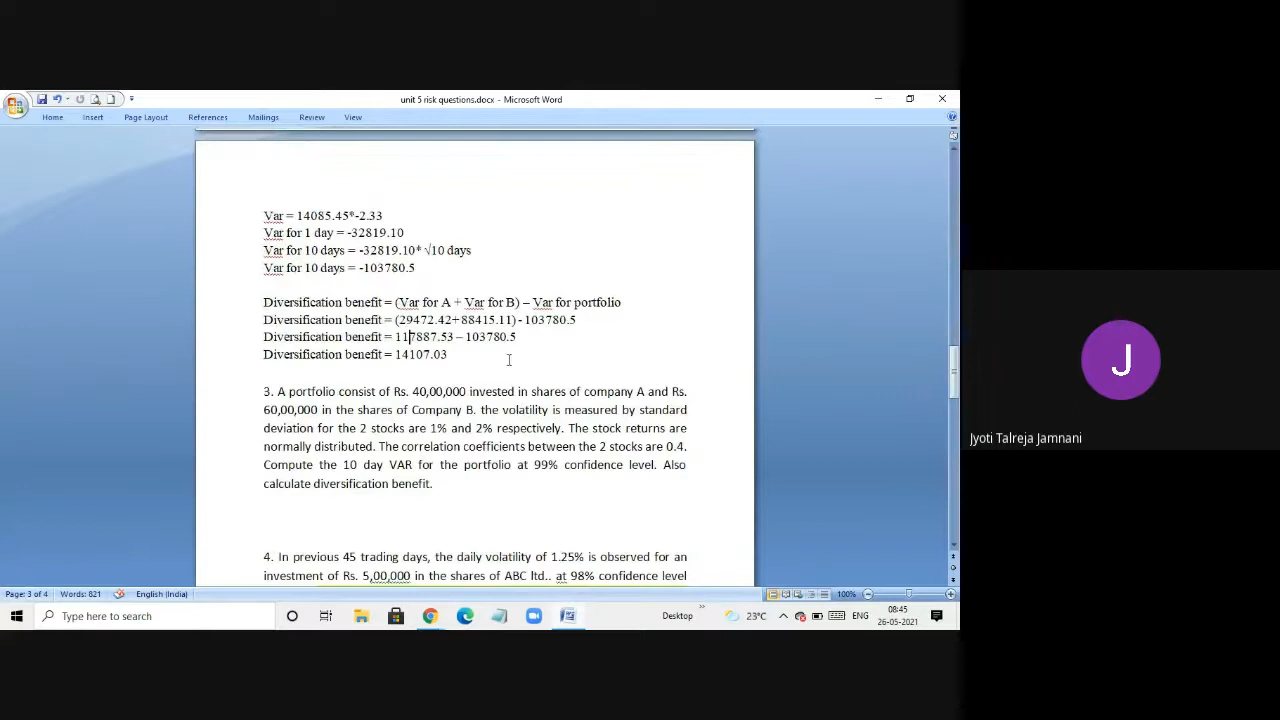 unit 5 risk questions.docx - Microsoft Word
Home Insert Page Layout References Mailings Review View
Var = 14085.45*-2.33
Var for 1 day = -32819.10
Var for 10 days = -32819.10* √10 days
Var for 10 days = -103780.5
Diversification benefit = (Var for A + Var for B) – Var for portfolio
Diversification benefit = (29472.42+88415.11) - 103780.5
Diversification benefit = 117887.53 – 103780.5
Diversification benefit = 14107.03
3. A portfolio consist of Rs. 40,00,000 invested in shares of company A and Rs.
60,00,000 in the shares of Company B. the volatility is measured by standard
deviation for the 2 stocks are 1% and 2% respectively. The stock returns are
normally distributed. The correlation coefficients between the 2 stocks are 0.4.
Compute the 10 day VAR for the portfolio at 99% confidence level. Also
calculate diversification benefit.
4. In previous 45 trading days, the daily volatility of 1.25% is observed for an
investment of Rs. 5,00,000 in the shares of ABC ltd.. at 98% confidence level
J
Jyoti Talreja Jamnani
Page: 3 of 4 Words: 821 English (India) 100%
Type here to search Desktop » 23°C ENG 08:45
26-05-2021